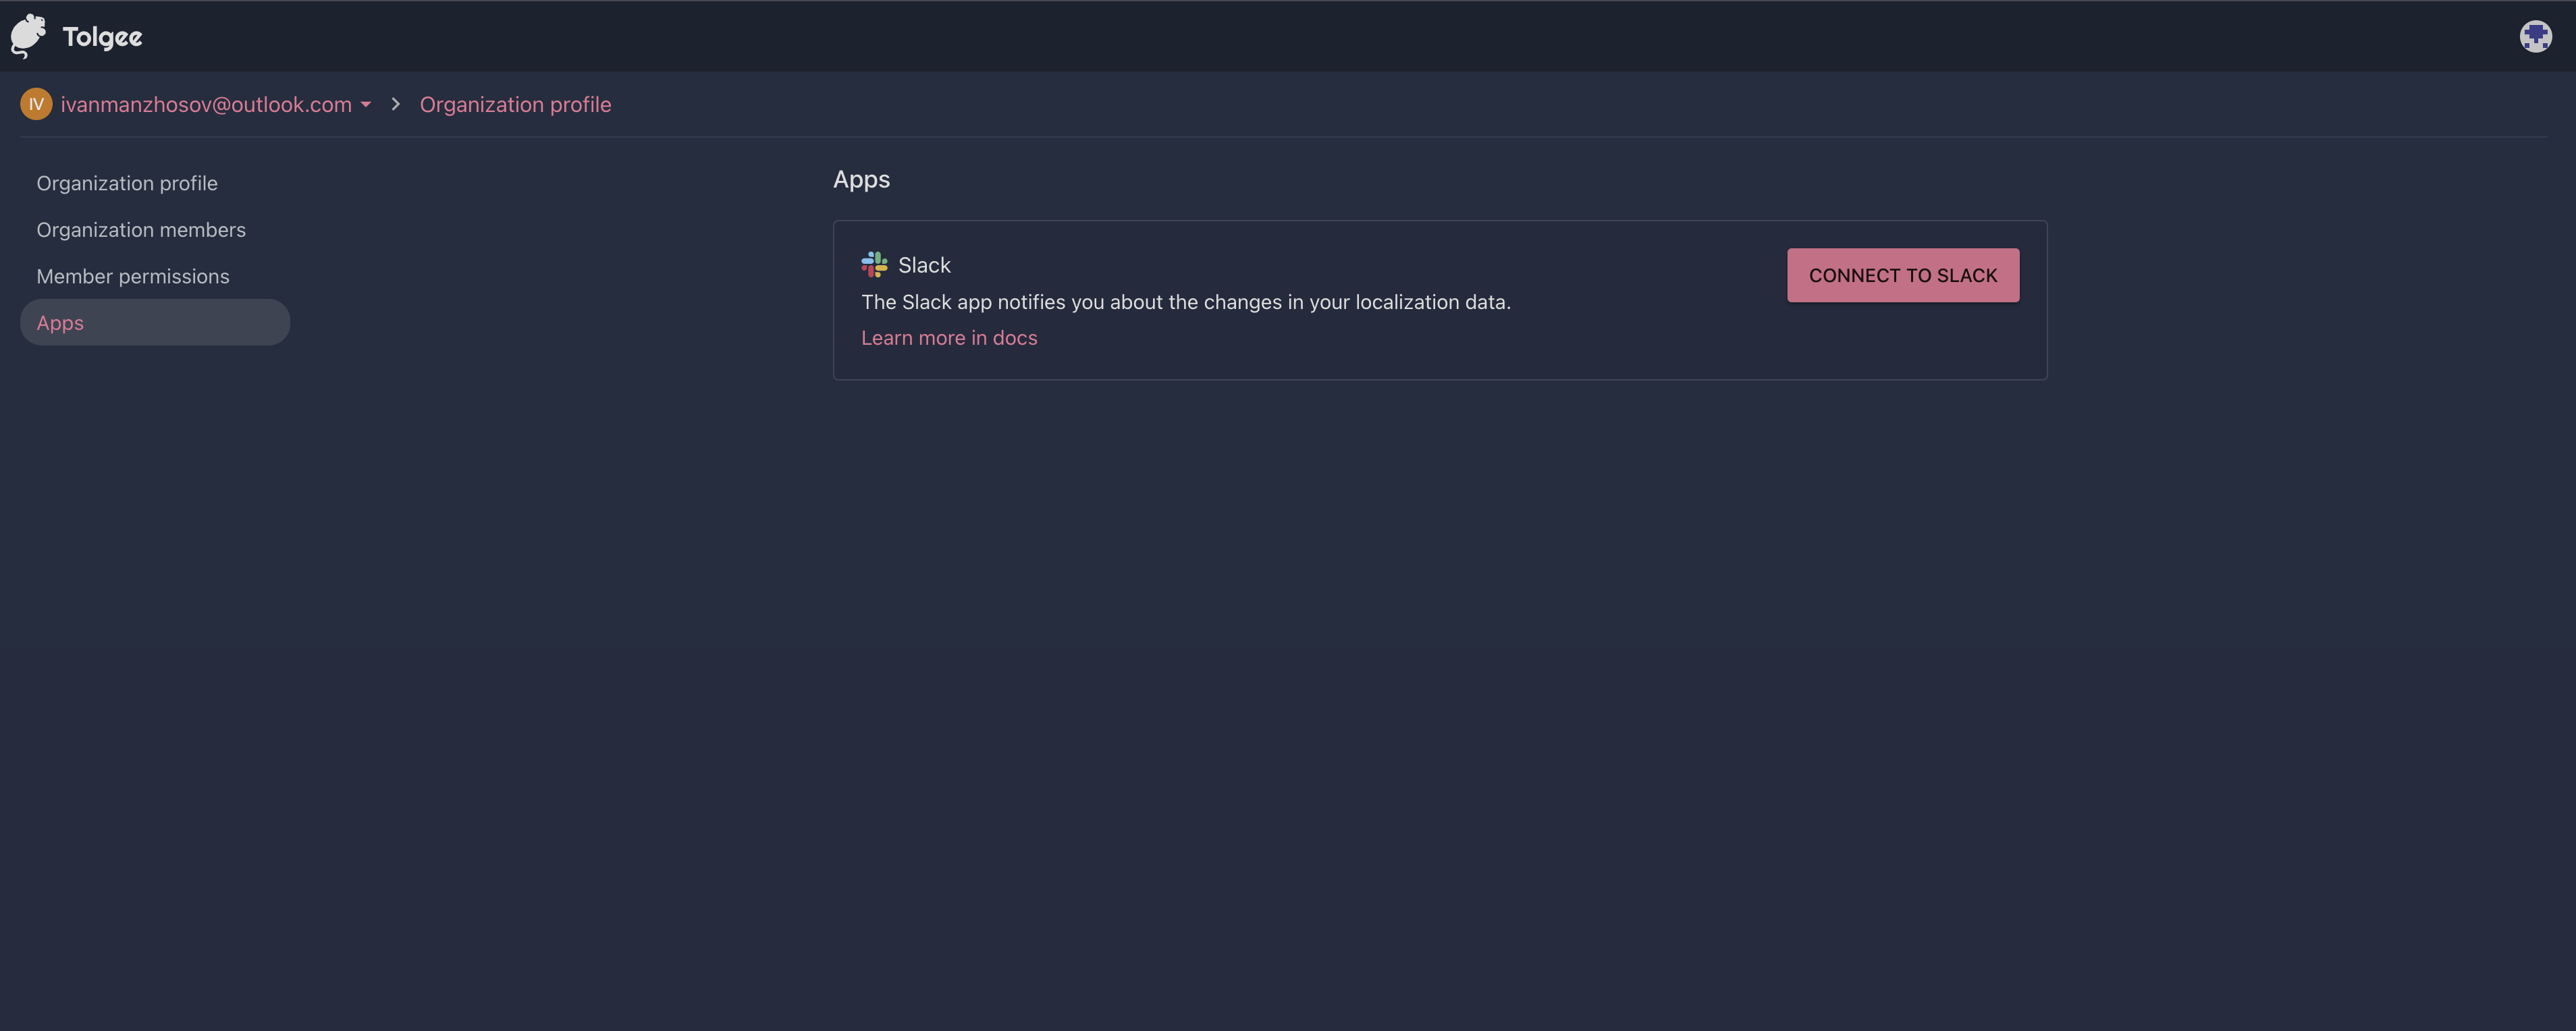 Tolgee
IV ivanmanzhosov@outlook.com Organization profile
Organization profile
Organization members
Member permissions
Apps
Apps
Slack
The Slack app notifies you about the changes in your localization data.
Learn more in docs
CONNECT TO SLACK